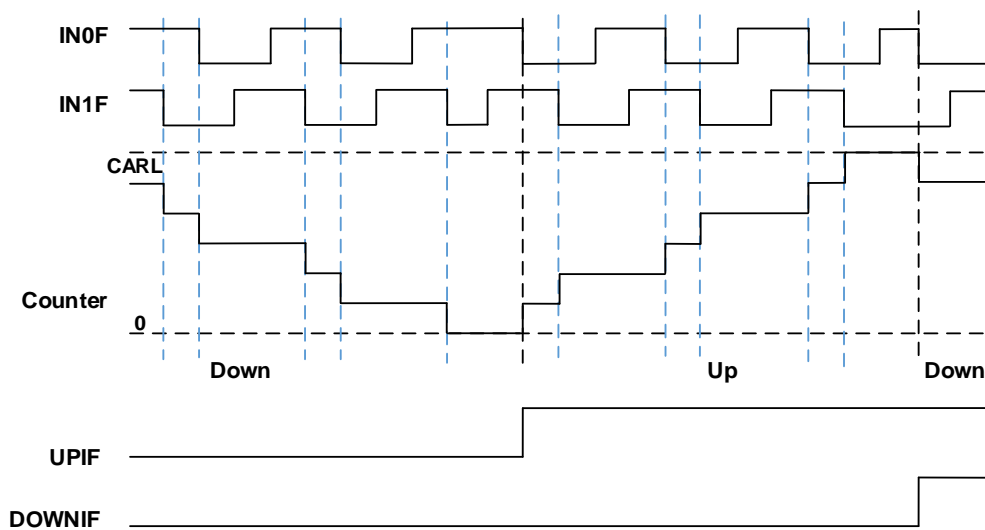 IN0F
IN1F
CARL
Counter
0
Down
Up
Down
UPIF
DOWNIF